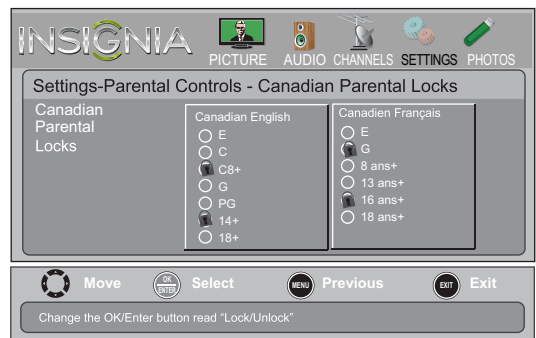 INSIGNIA
PICTURE AUDIO CHANNELS SETTINGS PHOTOS
Settings-Parental Controls - Canadian Parental Locks
Canadian
Parental
Locks
Canadian English
E
C
C8+
G
PG
14+
18+
Canadien Français
E
G
8 ans+
13 ans+
16 ans+
18 ans+
Move OK ENTER Select MENU Previous EXIT Exit
Change the OK/Enter button read “Lock/Unlock”